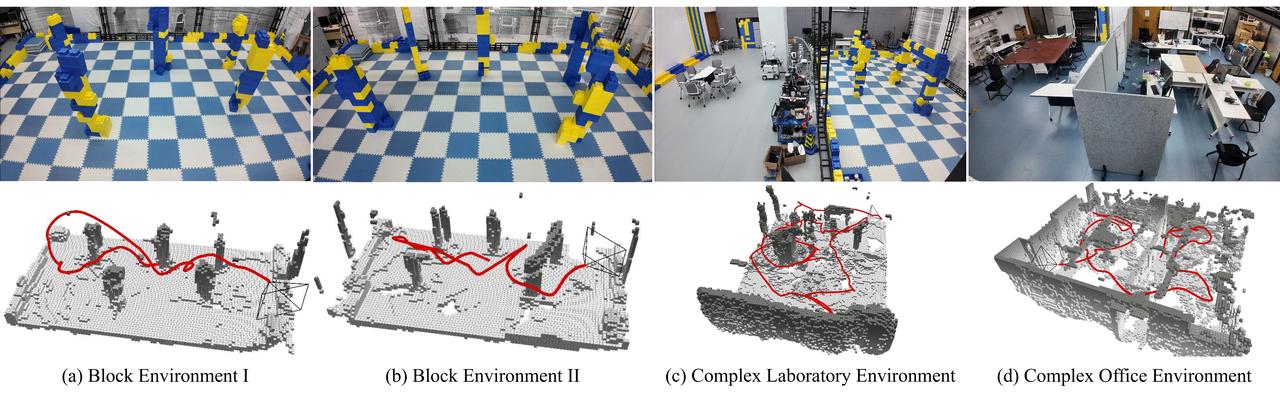 (a) Block Environment I
(b) Block Environment II
(c) Complex Laboratory Environment
(d) Complex Office Environment